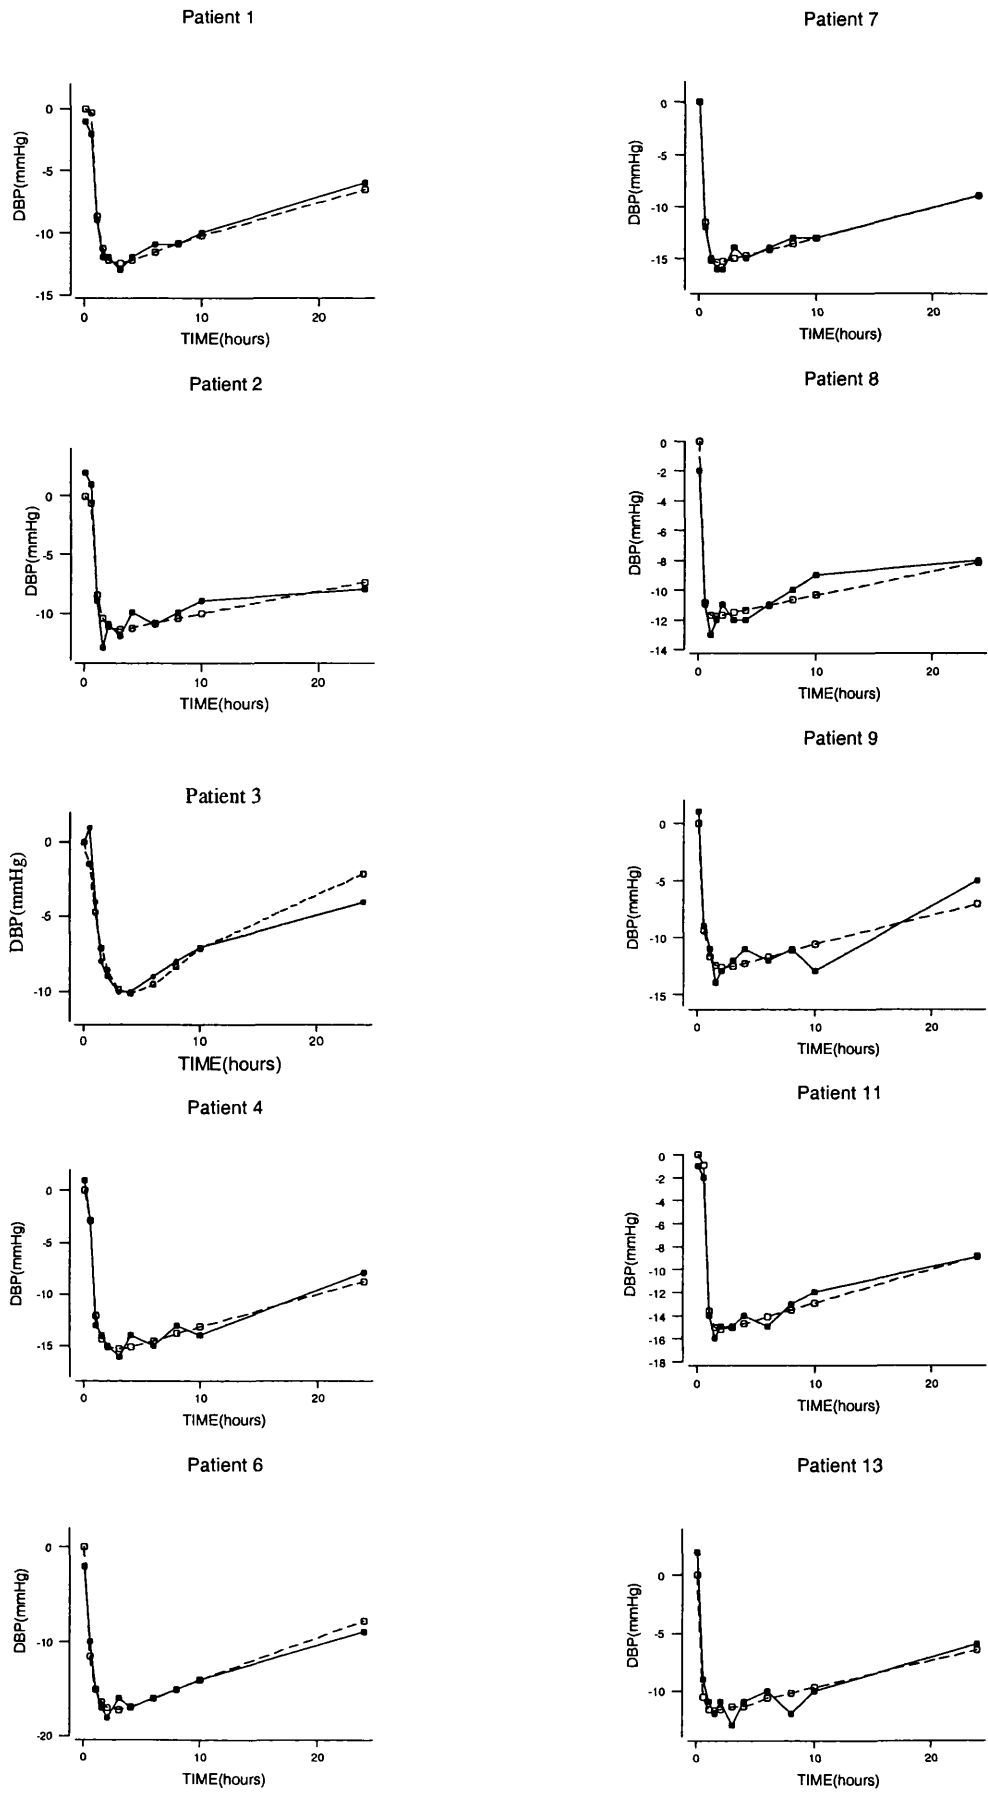 Patient 1
0
-5
-10
-15
DBP(mmHg)
0 10 20
TIME(hours)
Patient 2
0
-5
-10
DBP(mmHg)
0 10 20
TIME(hours)
Patient 3
0
-5
-10
DBP(mmHg)
0 10 20
TIME(hours)
Patient 4
0
-5
-10
-15
DBP(mmHg)
0 10 20
TIME(hours)
Patient 6
0
-10
-20
DBP(mmHg)
0 10 20
TIME(hours)
Patient 7
0
-5
-10
-15
DBP(mmHg)
0 10 20
TIME(hours)
Patient 8
0
-2
-4
-6
-8
-10
-12
-14
DBP(mmHg)
0 10 20
TIME(hours)
Patient 9
0
-5
-10
-15
DBP(mmHg)
0 10 20
TIME(hours)
Patient 11
0
-2
-4
-6
-8
-10
-12
-14
-16
-18
DBP(mmHg)
0 10 20
TIME(hours)
Patient 13
0
-5
-10
DBP(mmHg)
0 10 20
TIME(hours)